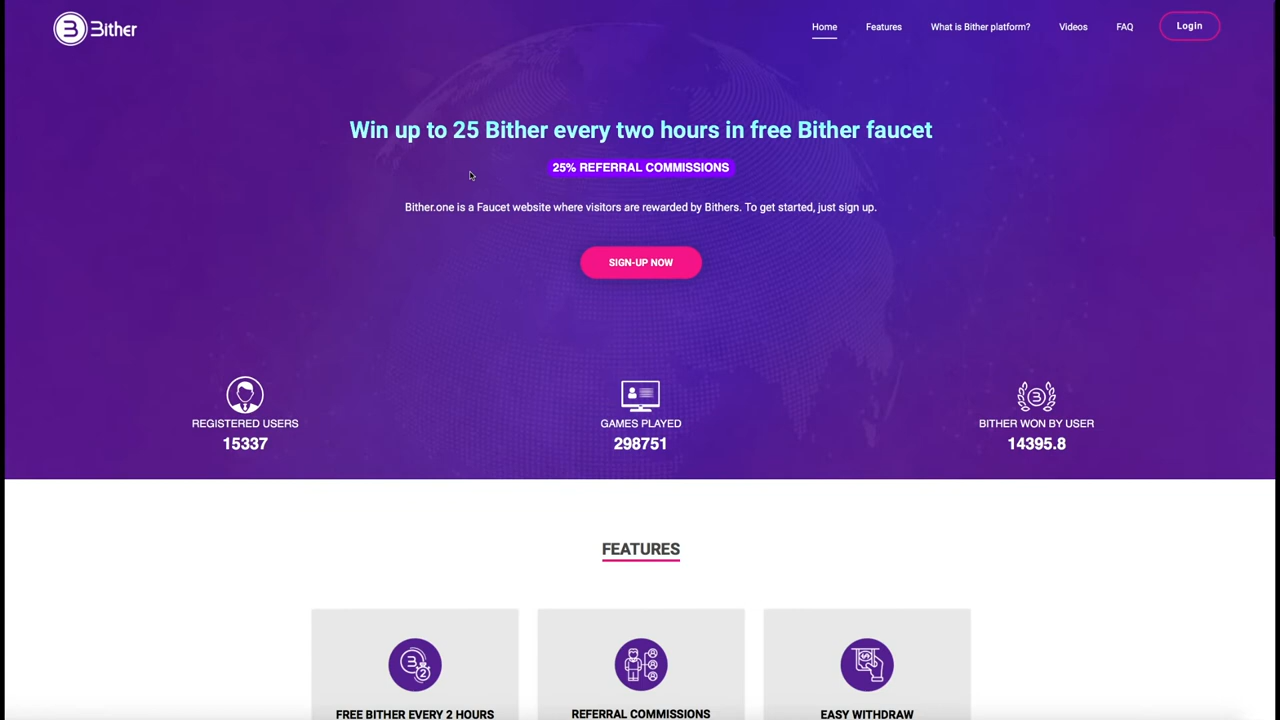 Bither
Home Features What is Bither platform? Videos FAQ LogIn
Win up to 25 Bither every two hours in free Bither faucet
25% REFERRAL COMMISSIONS
Bither.one is a Faucet website where visitors are rewarded by Bithers. To get started, just sign up.
SIGN-UP NOW
REGISTERED USERS GAMES PLAYED BITHER WON BY USER
15337 298751 14395.8
FEATURES
FREE BITHER EVERY 2 HOURS REFERRAL COMMISSIONS EASY WITHDRAW